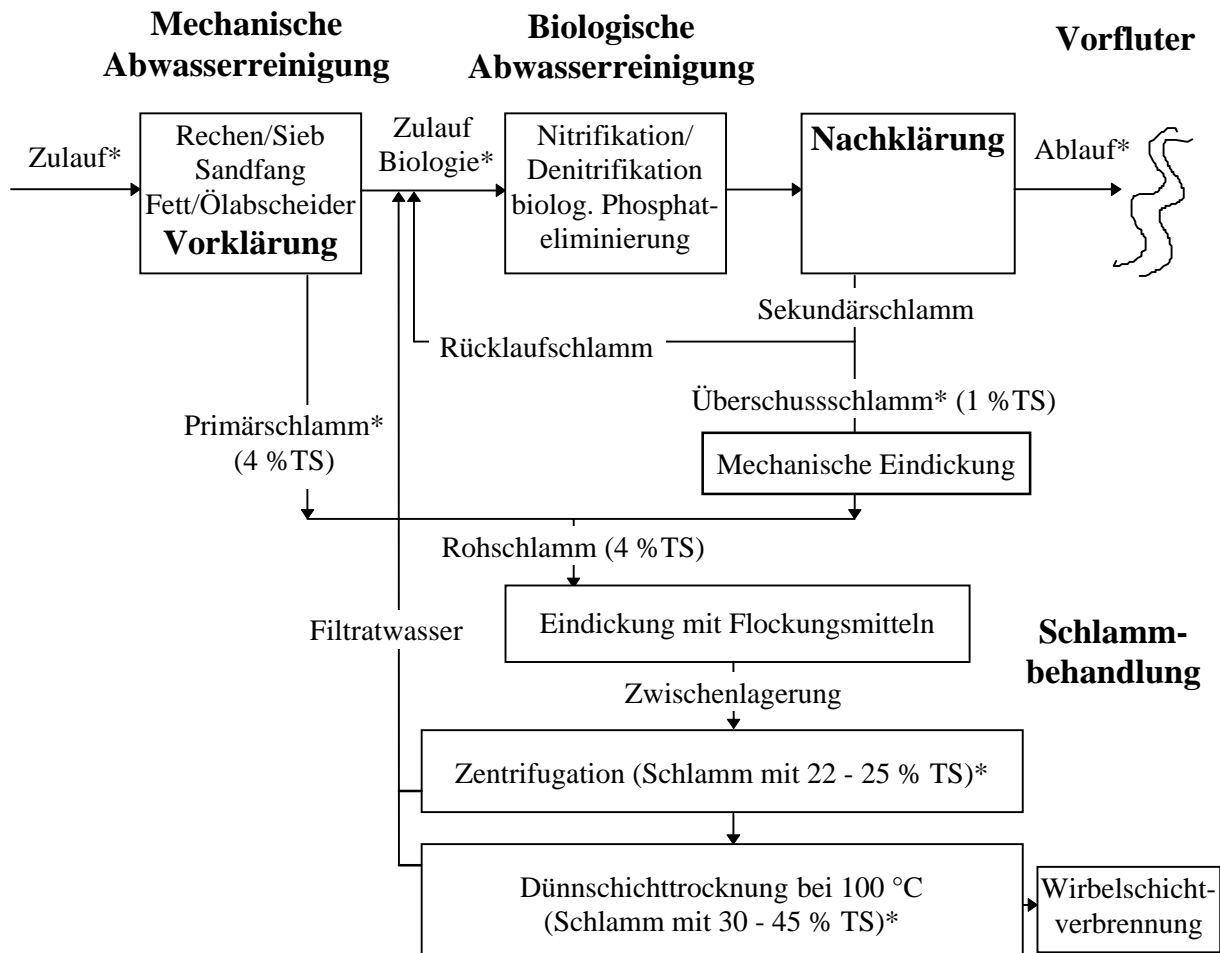 Mechanische
Abwasserreinigung
Biologische
Abwasserreinigung
Vorfluter
Zulauf*
Rechen/Sieb
Sandfang
Fett/Ölabscheider
Vorklärung
Zulauf
Biologie*
Nitrifikation/
Denitrifikation
biolog. Phosphat-
eliminierung
Nachklärung
Ablauf*
Sekundärschlamm
Rücklaufschlamm
Überschussschlamm* (1 %TS)
Primärschlamm*
(4 %TS)
Mechanische Eindickung
Rohschlamm (4 %TS)
Filtratwasser
Eindickung mit Flockungsmitteln
Schlamm-
behandlung
Zwischenlagerung
Zentrifugation (Schlamm mit 22 - 25 % TS)*
Dünnschichttrocknung bei 100 °C
(Schlamm mit 30 - 45 % TS)*
Wirbelschicht-
verbrennung